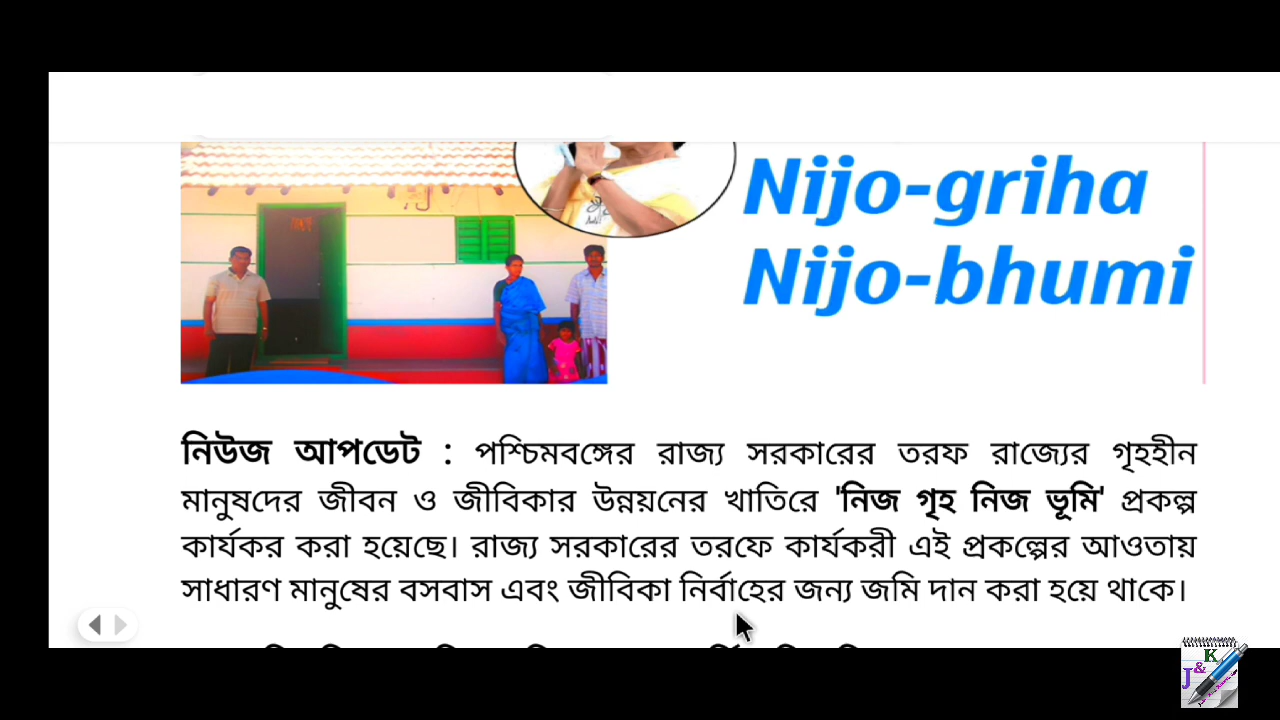 Nijo-griha
Nijo-bhumi
নিউজ আপডেট : পশ্চিমবঙ্গের রাজ্য সরকারের তরফ রাজ্যের গৃহহীন
মানুষদের জীবন ও জীবিকার উন্নয়নের খাতিরে 'নিজ গৃহ নিজ ভূমি' প্রকল্প
কার্যকর করা হয়েছে। রাজ্য সরকারের তরফে কার্যকরী এই প্রকল্পের আওতায়
সাধারণ মানুষের বসবাস এবং জীবিকা নির্বাহের জন্য জমি দান করা হয়ে থাকে।
J&K